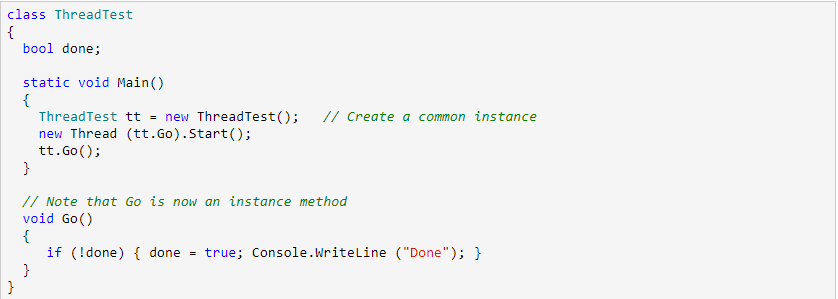 class ThreadTest
{
  bool done;

  static void Main()
  {
    ThreadTest tt = new ThreadTest();   // Create a common instance
    new Thread (tt.Go).Start();
    tt.Go();
  }

  // Note that Go is now an instance method
  void Go()
  {
     if (!done) { done = true; Console.WriteLine ("Done"); }
  }
}